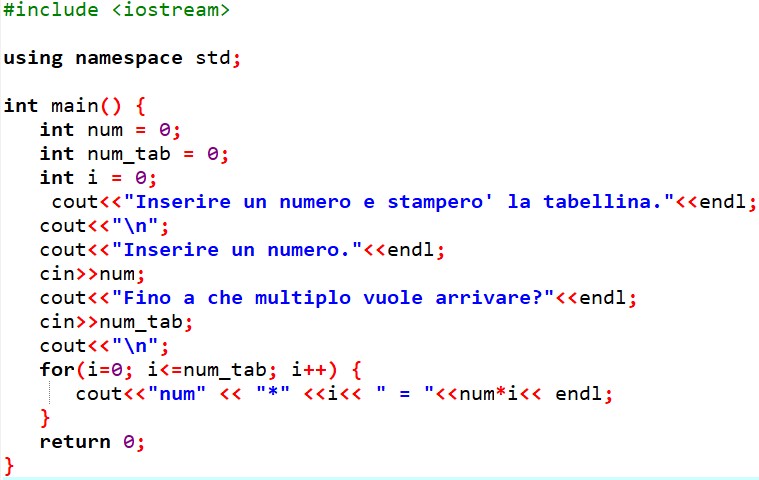 #include <iostream>
using namespace std;
int main() {
int num = 0;
int num_tab = 0;
int i = 0;
cout<<"Inserire un numero e stampero' la tabellina."<<endl;
cout<<"\n";
cout<<"Inserire un numero."<<endl;
cin>>num;
cout<<"Fino a che multiplo vuole arrivare?"<<endl;
cin>>num_tab;
cout<<"\n";
for(i=0; i<=num_tab; i++) {
cout<<"num" << "*" <<i<< " = "<<num*i<< endl;
}
return 0;
}